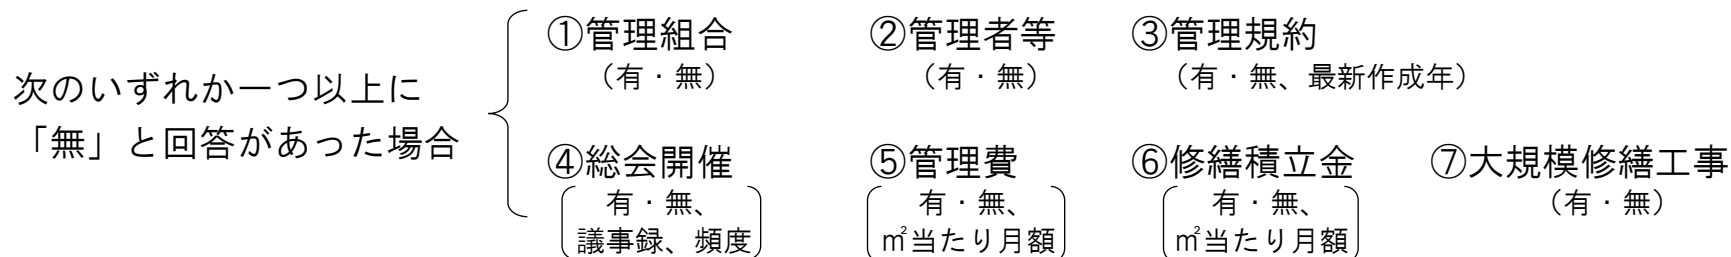 次のいずれか一つ以上に
「無」と回答があった場合
①管理組合
（有・無）
②管理者等
（有・無）
③管理規約
（有・無、最新作成年）
④総会開催
有・無、
議事録、頻度
⑤管理費
有・無、
㎡当たり月額
⑥修繕積立金
有・無、
㎡当たり月額
⑦大規模修繕工事
（有・無）